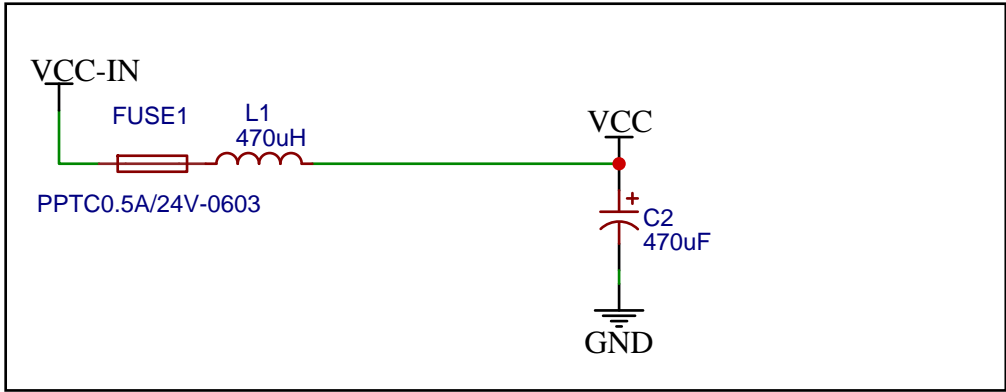 VCC-IN
FUSE1
L1
470uH
VCC
PPTC0.5A/24V-0603
+
C2
470uF
GND